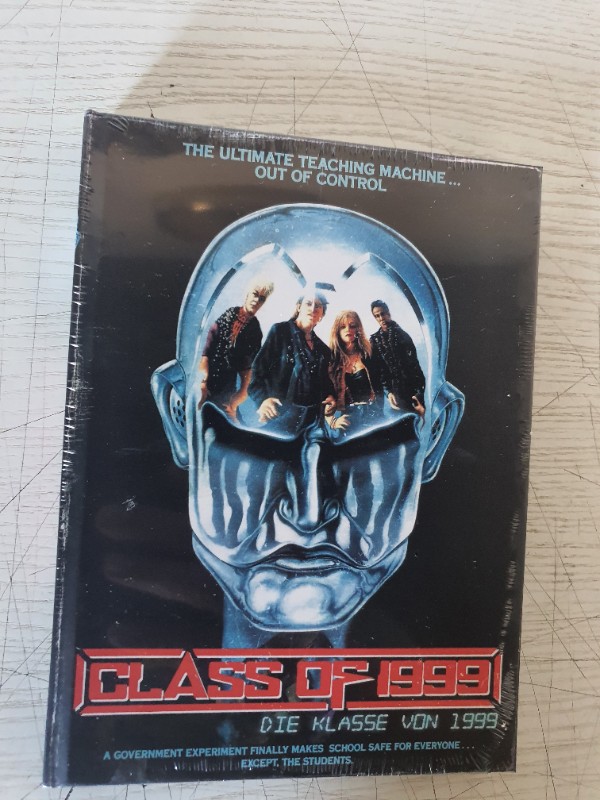 THE ULTIMATE TEACHING MACHINE...
OUT OF CONTROL
CLASS OF 1999
DIE KLASSE VON 1999
A GOVERNMENT EXPERIMENT FINALLY MAKES SCHOOL SAFE FOR EVERYONE...
EXCEPT, THE STUDENTS.